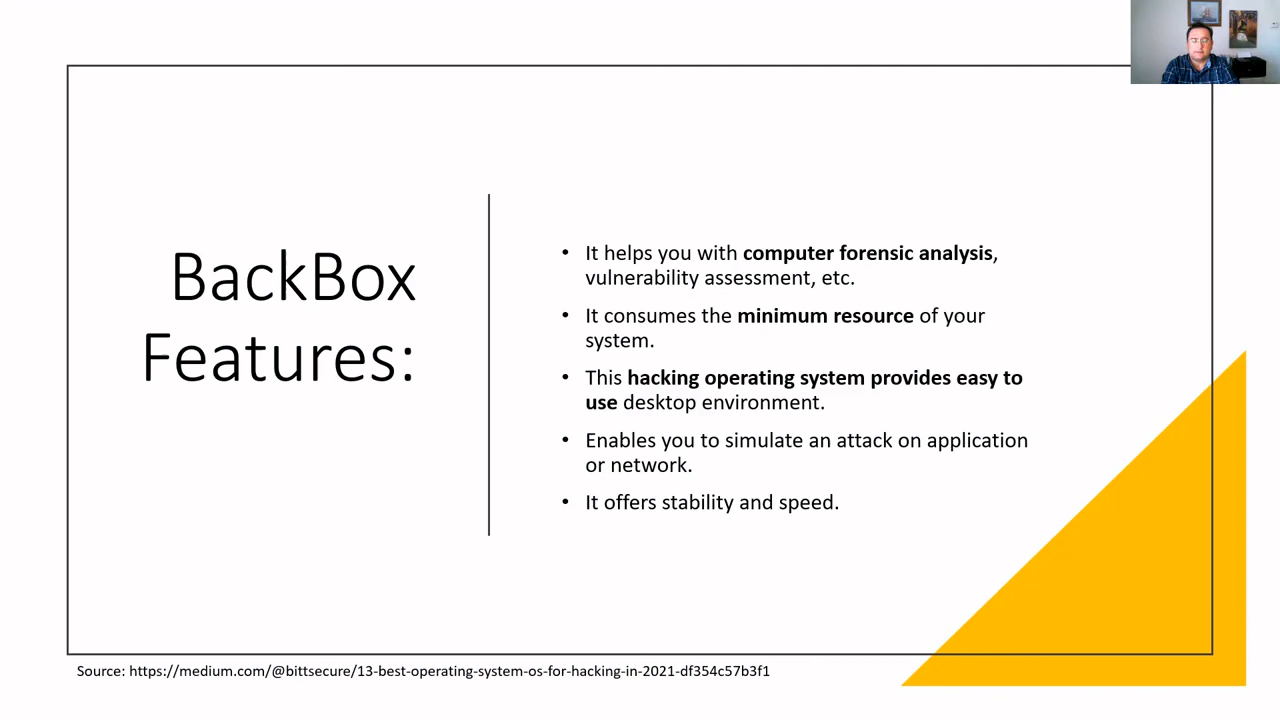 BackBox
Features:
• It helps you with computer forensic analysis,
vulnerability assessment, etc.
• It consumes the minimum resource of your
system.
• This hacking operating system provides easy to
use desktop environment.
• Enables you to simulate an attack on application
or network.
• It offers stability and speed.
Source: https://medium.com/@bittsecure/13-best-operating-system-os-for-hacking-in-2021-df354c57b3f1